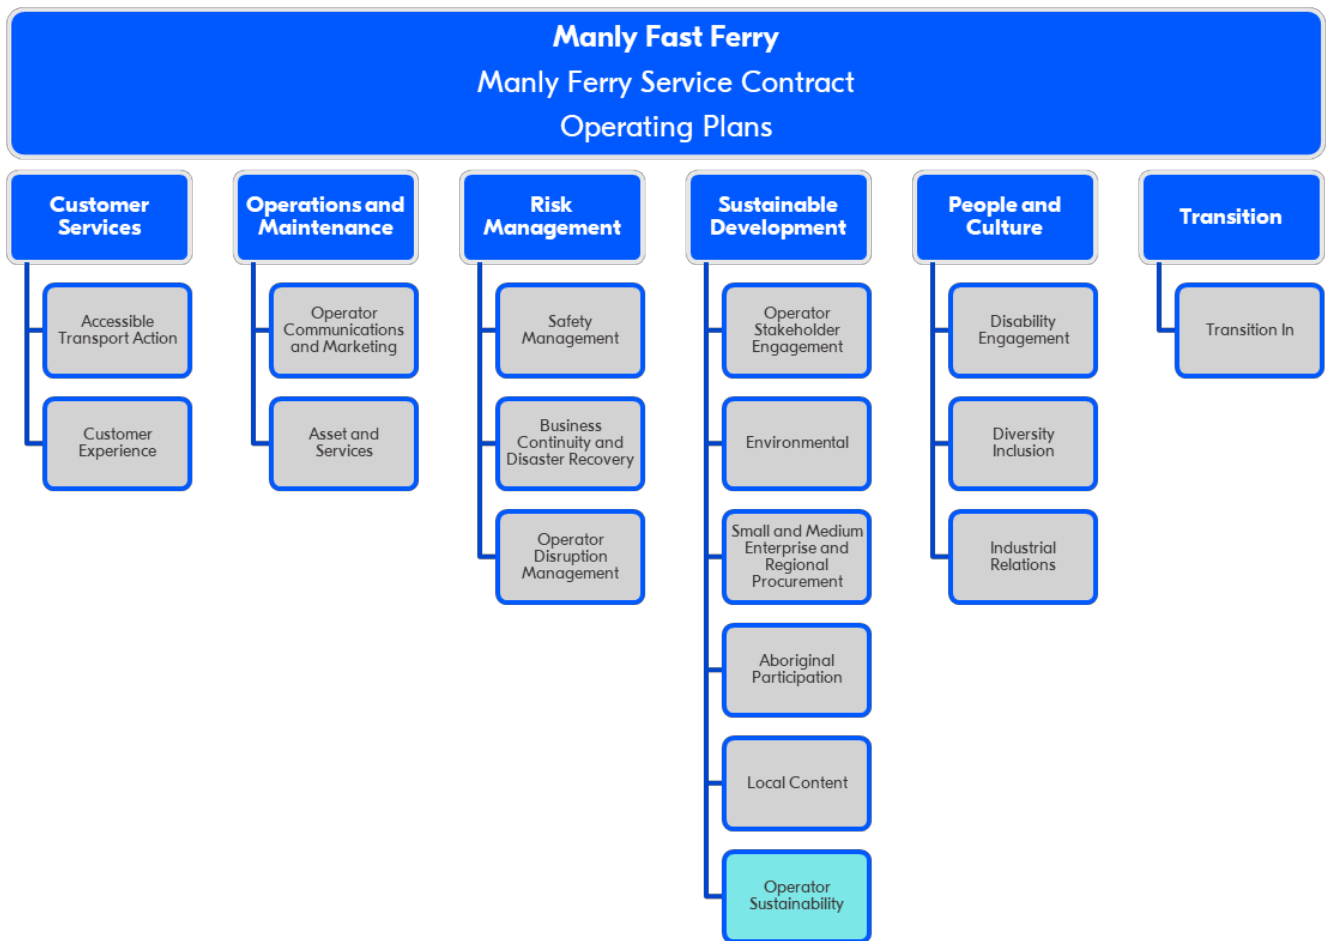 Manly Fast Ferry
Manly Ferry Service Contract
Operating Plans
Customer
Services
Accessible
Transport Action
Customer
Experience
Operations and
Maintenance
Operator
Communications
and Marketing
Asset and
Services
Risk
Management
Safety
Management
Business
Continuity and
Disaster Recovery
Operator
Disruption
Management
Sustainable
Development
Operator
Stakeholder
Engagement
Environmental
Small and Medium
Enterprise and
Regional
Procurement
Aboriginal
Participation
Local Content
Operator
Sustainability
People and
Culture
Disability
Engagement
Diversity
Inclusion
Industrial
Relations
Transition
Transition In